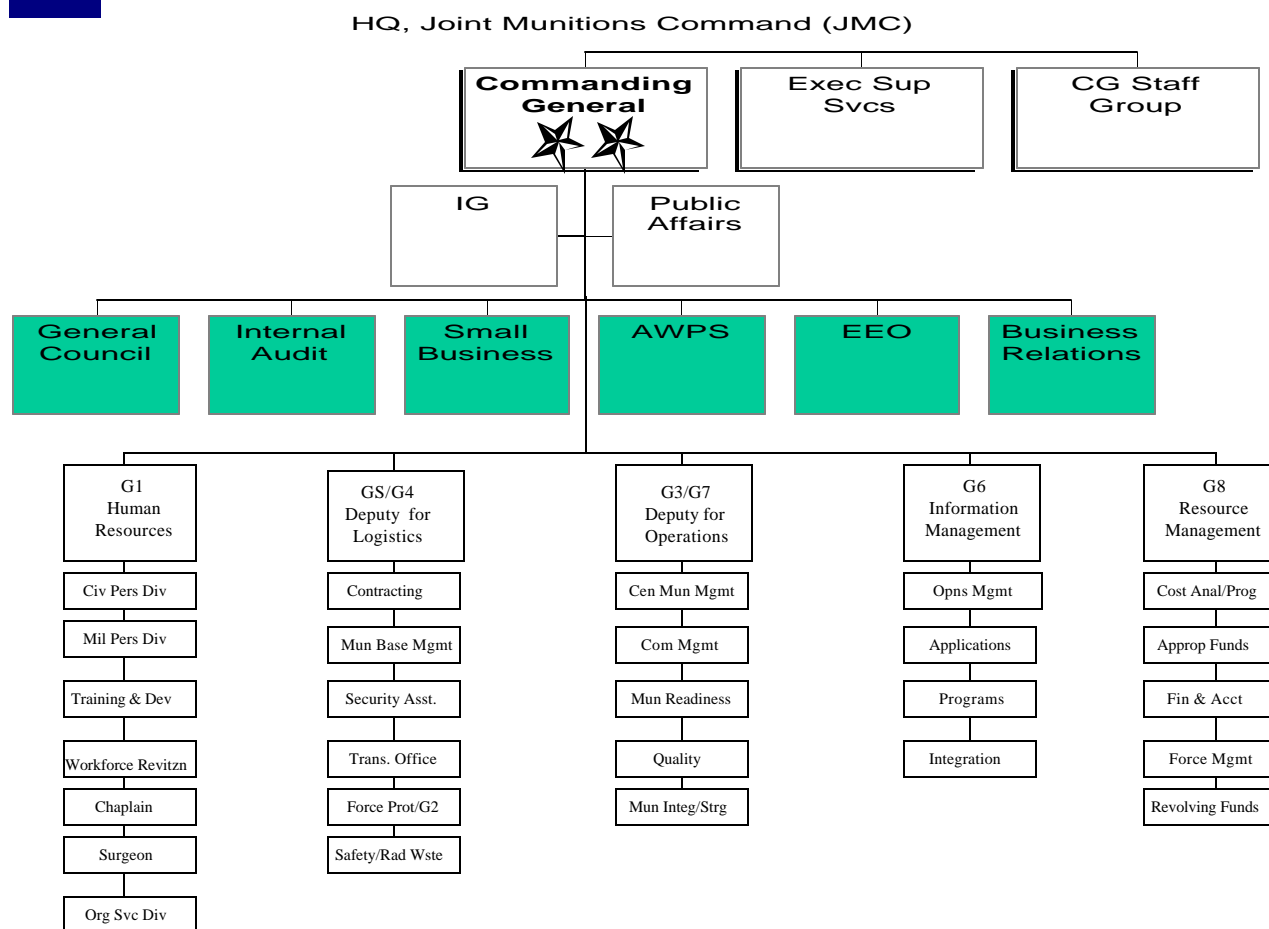 HQ, Joint Munitions Command (JMC)
Commanding
General
Exec Sup
Svcs
CG Staff
Group
IG
Public
Affairs
General
Council
Internal
Audit
Small
Business
AWPS
EEO
Business
Relations
G1
Human
Resources
GS/G4
Deputy for
Logistics
G3/G7
Deputy for
Operations
G6
Information
Management
G8
Resource
Management
Civ Pers Div
Mil Pers Div
Training & Dev
Workforce Revitzn
Chaplain
Surgeon
Org Svc Div
Contracting
Mun Base Mgmt
Security Asst.
Trans. Office
Force Prot/G2
Safety/Rad Wste
Cen Mun Mgmt
Com Mgmt
Mun Readiness
Quality
Mun Integ/Strg
Opns Mgmt
Applications
Programs
Integration
Cost Anal/Prog
Approp Funds
Fin & Acct
Force Mgmt
Revolving Funds